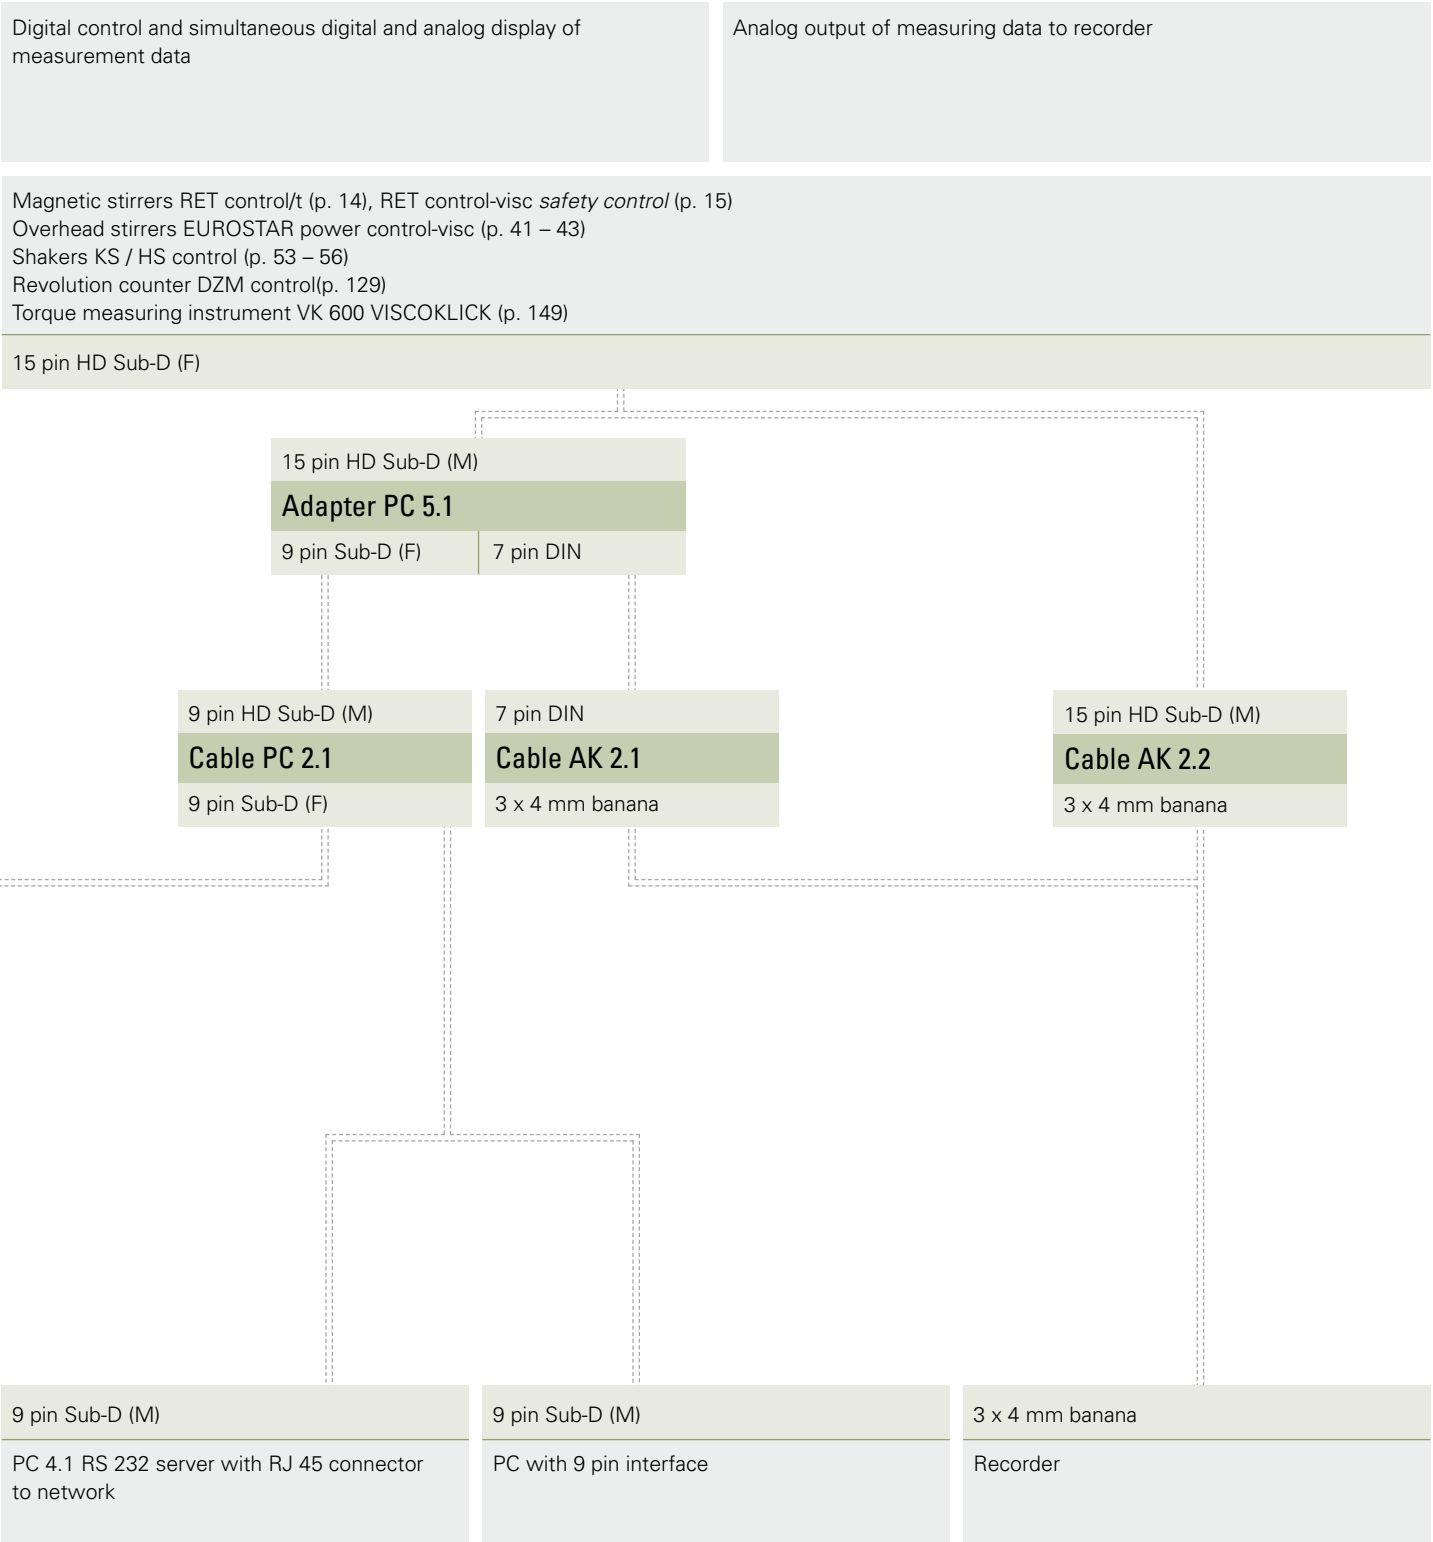 Digital control and simultaneous digital and analog display of
measurement data
Analog output of measuring data to recorder
Magnetic stirrers RET control/t (p. 14), RET control-visc safety control (p. 15)
Overhead stirrers EUROSTAR power control-visc (p. 41 – 43)
Shakers KS / HS control (p. 53 – 56)
Revolution counter DZM control(p. 129)
Torque measuring instrument VK 600 VISCOKLICK (p. 149)
15 pin HD Sub-D (F)
15 pin HD Sub-D (M)
Adapter PC 5.1
9 pin Sub-D (F)
7 pin DIN
9 pin HD Sub-D (M)
Cable PC 2.1
9 pin Sub-D (F)
7 pin DIN
Cable AK 2.1
3 x 4 mm banana
15 pin HD Sub-D (M)
Cable AK 2.2
3 x 4 mm banana
9 pin Sub-D (M)
PC 4.1 RS 232 server with RJ 45 connector
to network
9 pin Sub-D (M)
PC with 9 pin interface
3 x 4 mm banana
Recorder